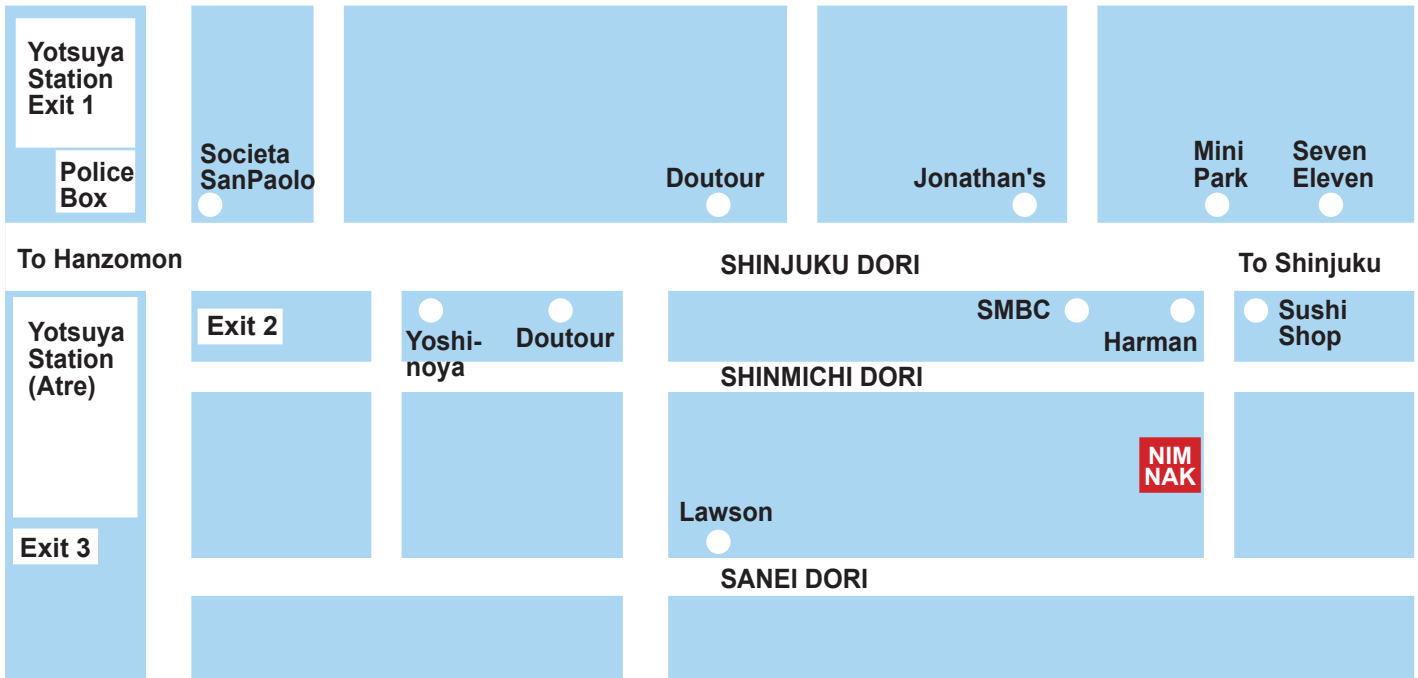 Yotsuya
Station
Exit 1
Police
Box
Societa
SanPaolo
Doutour
Jonathan's
Mini
Park
Seven
Eleven
To Hanzomon
SHINJUKU DORI
To Shinjuku
Yotsuya
Station
(Atre)
Exit 2
Yoshi-
noya
Doutour
SMBC
Harman
Sushi
Shop
SHINMICHI DORI
NIM
NAK
Lawson
Exit 3
SANEI DORI